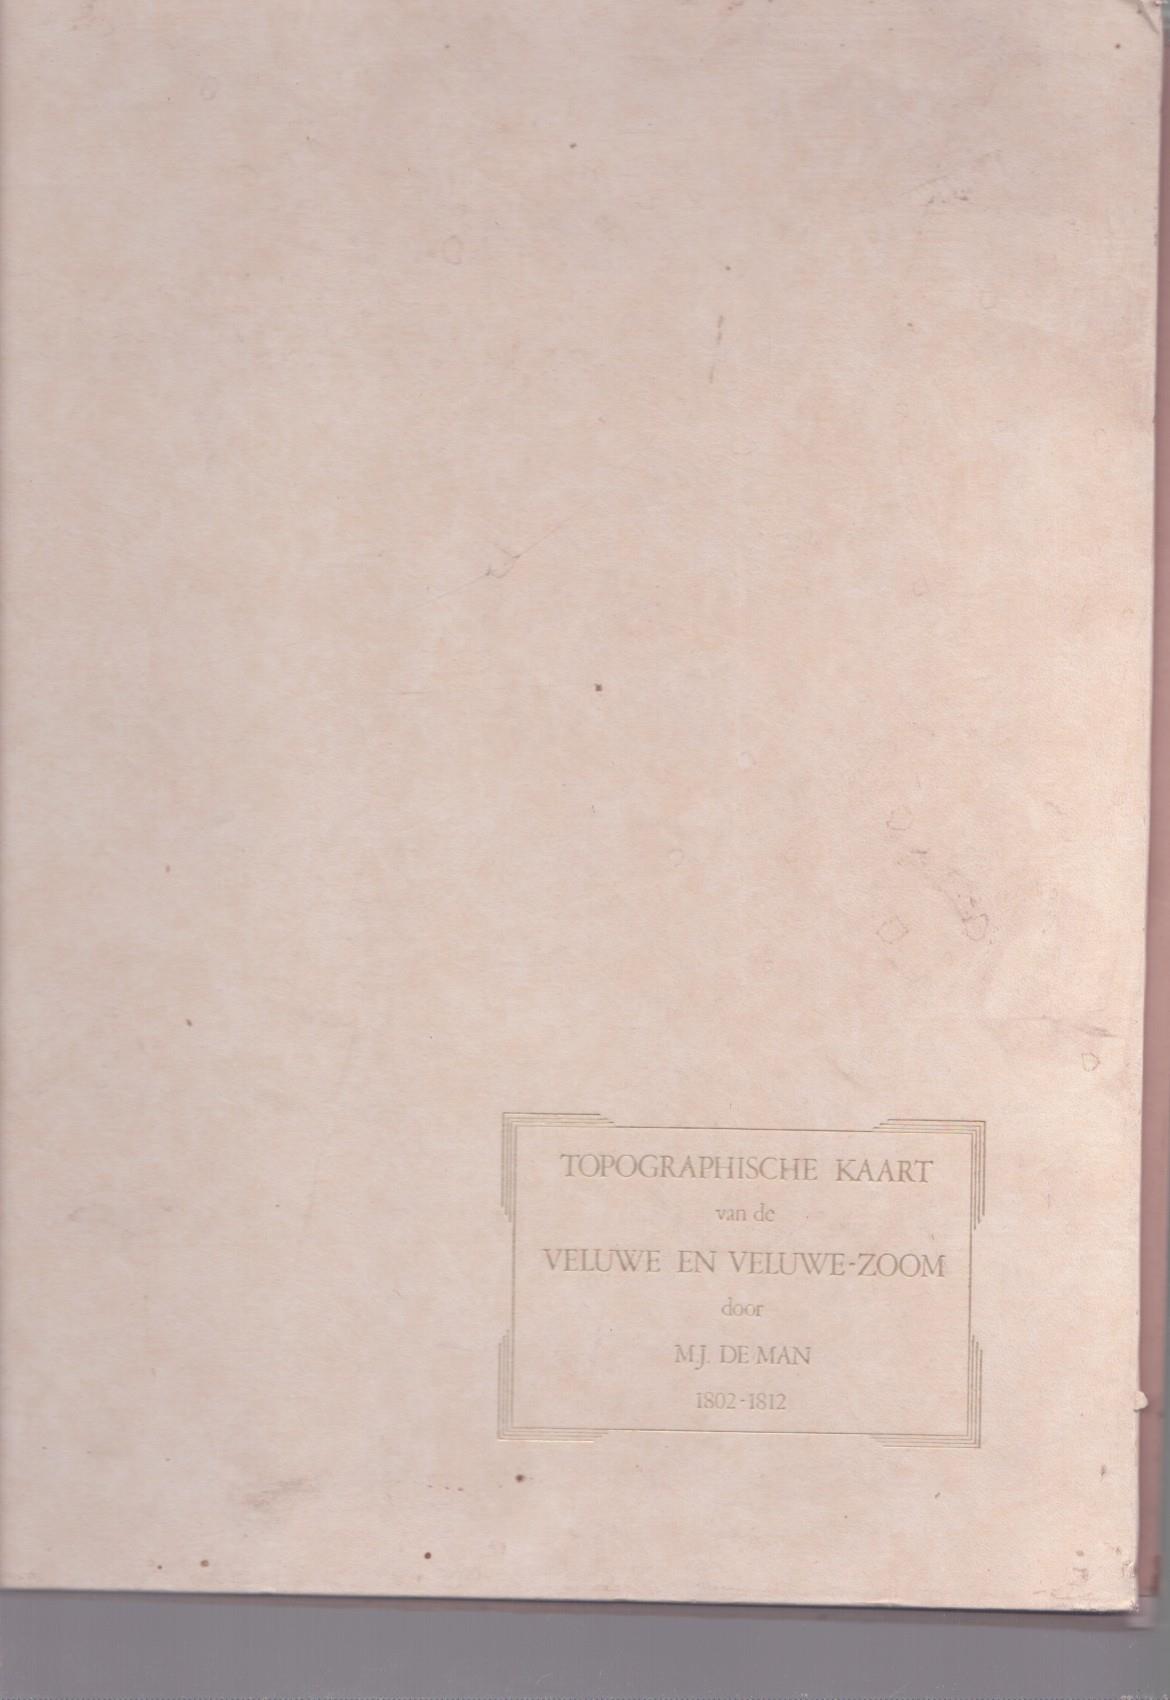 TOPOGRAPHISCHE KAART
van de
VELUWE EN VELUWE-ZOOM
door
M.J. DE MAN
1802-1812